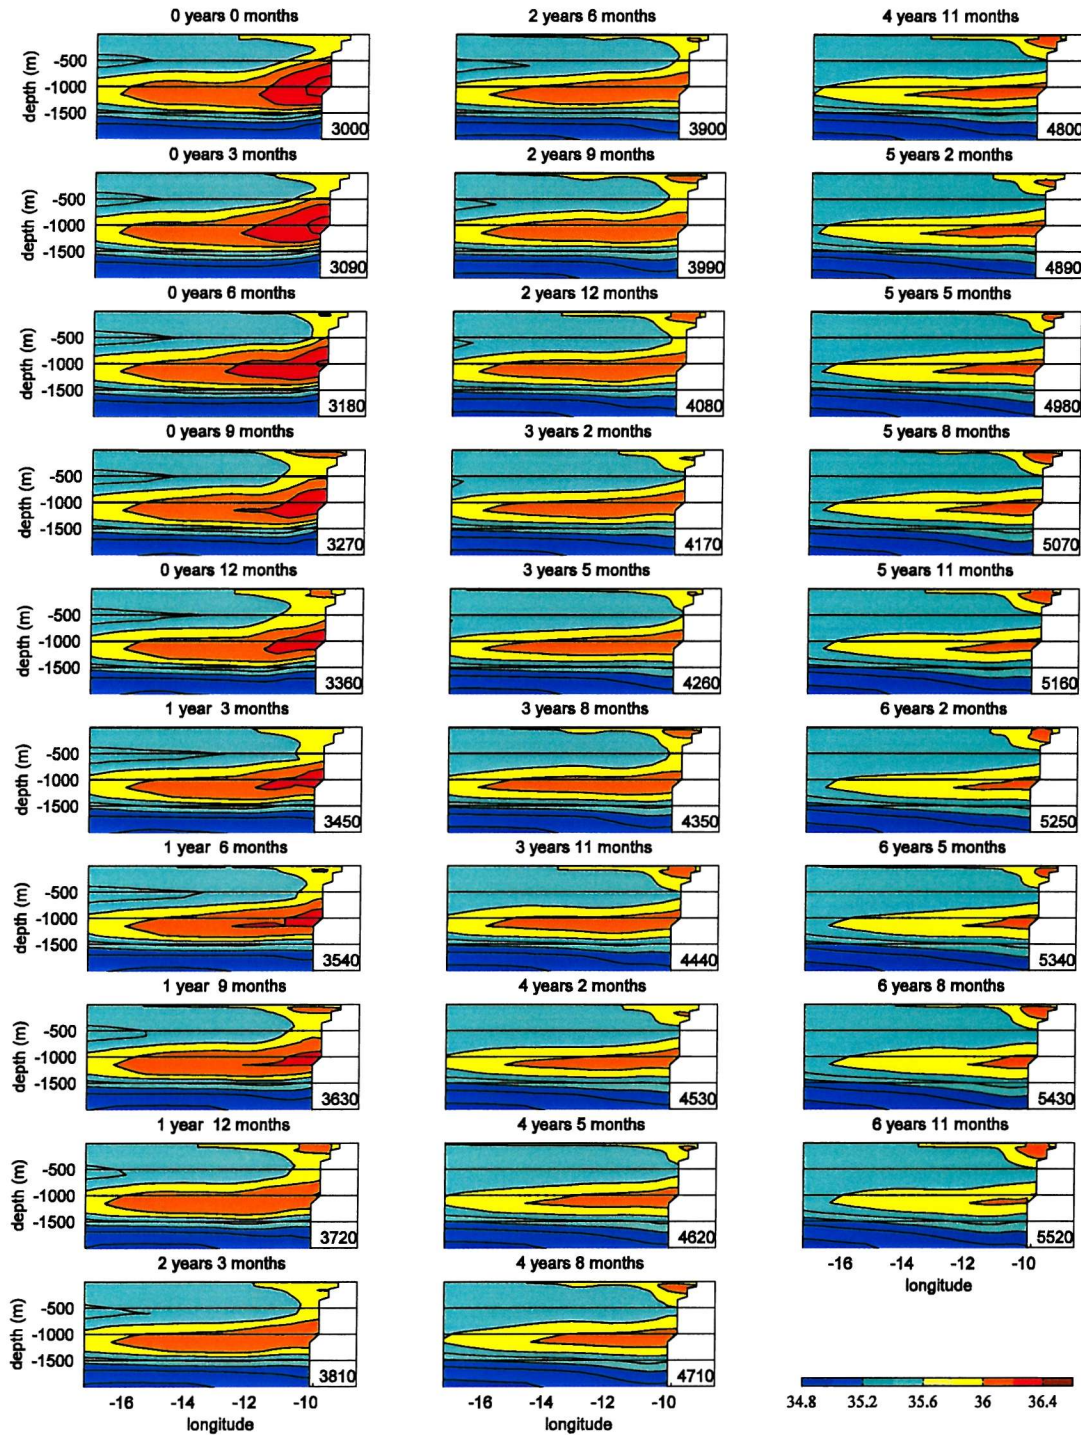 0 years 0 months
2 years 6 months
4 years 11 months
depth (m)
-500
-1000
-1500
3000
3900
4800
0 years 3 months
2 years 9 months
5 years 2 months
depth (m)
-500
-1000
-1500
3090
3990
4890
0 years 6 months
2 years 12 months
5 years 5 months
depth (m)
-500
-1000
-1500
3180
4080
4980
0 years 9 months
3 years 2 months
5 years 8 months
depth (m)
-500
-1000
-1500
3270
4170
5070
0 years 12 months
3 years 5 months
5 years 11 months
depth (m)
-500
-1000
-1500
3360
4260
5160
1 year 3 months
3 years 8 months
6 years 2 months
depth (m)
-500
-1000
-1500
3450
4350
5250
1 year 6 months
3 years 11 months
6 years 5 months
depth (m)
-500
-1000
-1500
3540
4440
5340
1 year 9 months
4 years 2 months
6 years 8 months
depth (m)
-500
-1000
-1500
3630
4530
5430
1 year 12 months
4 years 5 months
6 years 11 months
depth (m)
-500
-1000
-1500
3720
4620
5520
-16 -14 -12 -10
longitude
2 years 3 months
4 years 8 months
depth (m)
-500
-1000
-1500
3810
4710
-16 -14 -12 -10
longitude
-16 -14 -12 -10
longitude
34.8 35.2 35.6 36 36.4